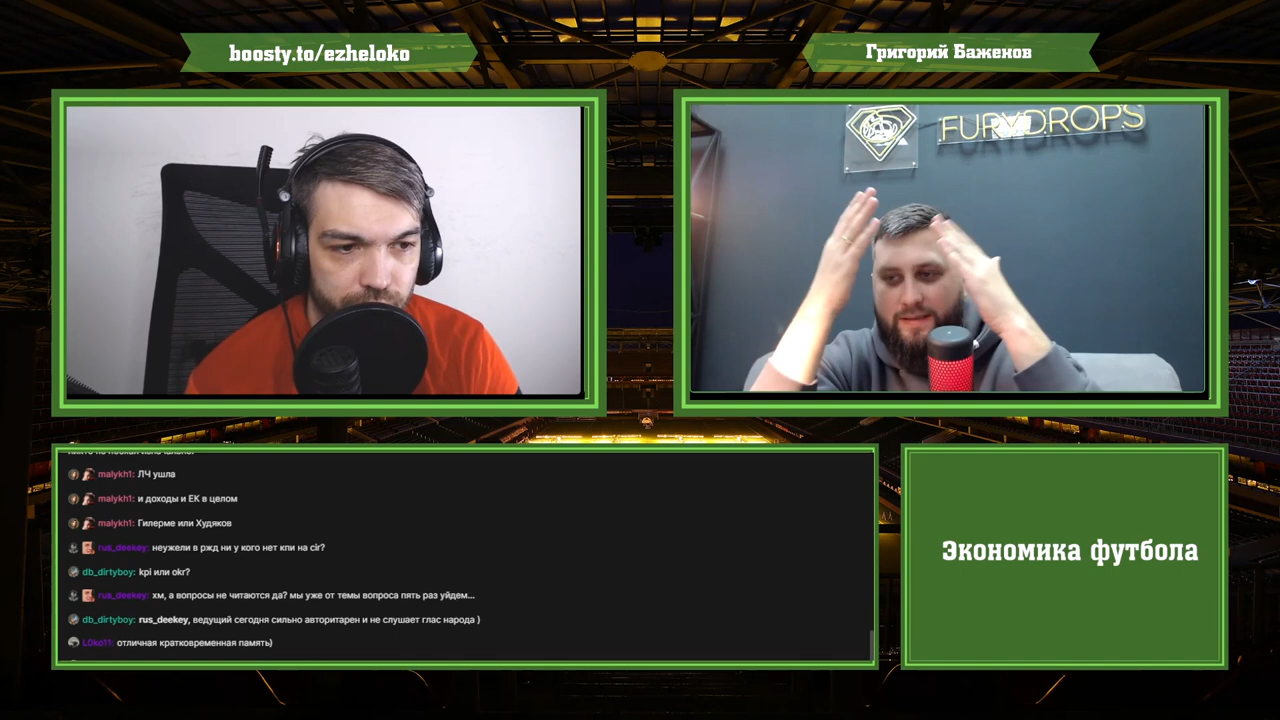 boosty.to/ezheloko
Григорий Баженов
FURYDROPS
malykh1: ЛЧ ушла
malykh1: и доходы и ЕК в целом
malykh1: Гилерме или Худяков
rus_deekey: неужели в ржд ни у кого нет кпи на cir?
db_dirtyboy: kpi или okr?
rus_deekey: хм, а вопросы не читаются да? мы уже от темы вопроса пять раз уйдем...
db_dirtyboy: rus_deekey, ведущий сегодня сильно авторитарен и не слушает глас народа )
L0ko11: отличная кратковременная память)
Экономика футбола